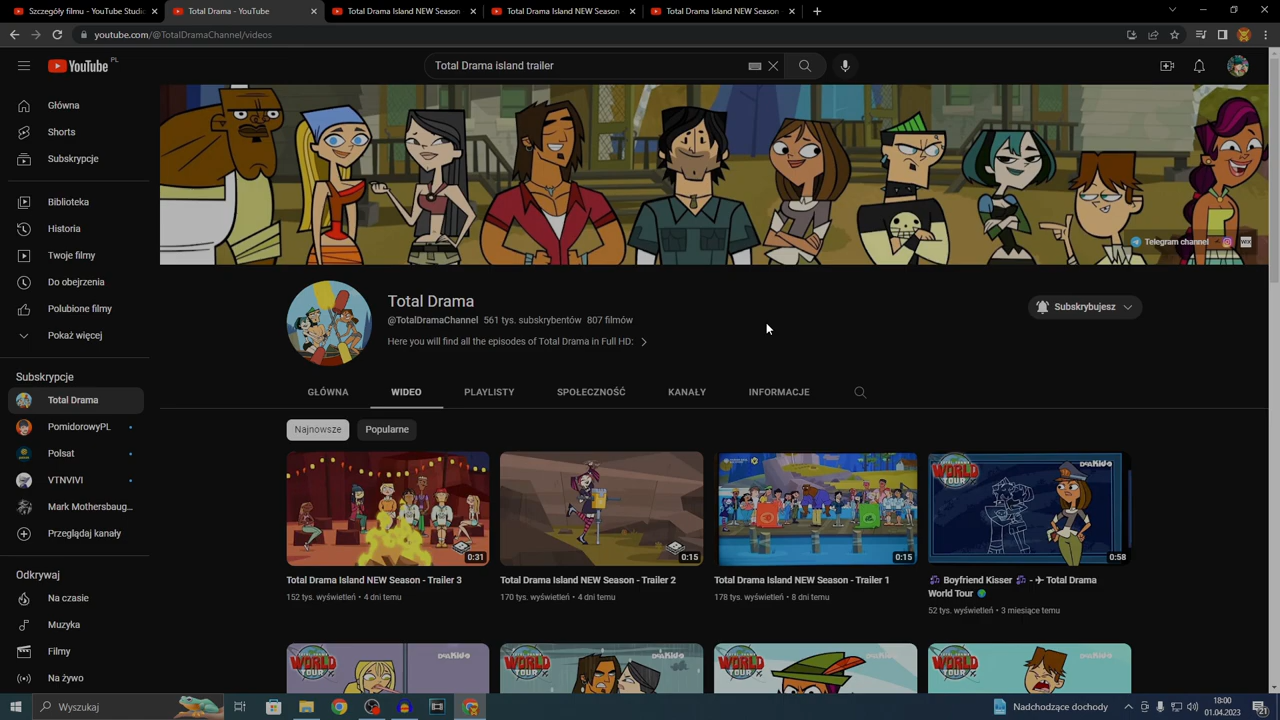 Szczegóły filmu - YouTube Studi
Total Drama - YouTube
Total Drama Island NEW Season
Total Drama Island NEW Season
Total Drama Island NEW Season
youtube.com/@TotalDramaChannel/videos
YouTube PL
Total Drama island trailer
Główna
Shorts
Subskrypcje
Biblioteka
Historia
Twoje filmy
Do obejrzenia
Polubione filmy
Pokaż więcej
Subskrypcje
Total Drama
PomidorowyPL
Polsat
VTNVIVI
Mark Mothersbaug...
Przeglądaj kanały
Odkrywaj
Na czasie
Muzyka
Filmy
Na żywo
Telegram channel
WIX
Total Drama
@TotalDramaChannel 561 tys. subskrybentów 807 filmów
Here you will find all the episodes of Total Drama in Full HD:
Subskrybujesz
GŁÓWNA WIDEO PLAYLISTY SPOŁECZNOŚĆ KANAŁY INFORMACJE
Najnowsze Popularne
0:31
Total Drama Island NEW Season - Trailer 3
152 tys. wyświetleń • 4 dni temu
0:15
Total Drama Island NEW Season - Trailer 2
170 tys. wyświetleń • 4 dni temu
0:15
Total Drama Island NEW Season - Trailer 1
178 tys. wyświetleń • 8 dni temu
WORLD TOUR
0:58
🎶 Boyfriend Kisser 🎶 - ✈ Total Drama
World Tour 🌎
52 tys. wyświetleń • 3 miesiące temu
WORLD TOUR
WORLD TOUR
WORLD TOUR
WORLD TOUR
Wyszukaj
Nadchodzące dochody
18:00
01.04.2023
21